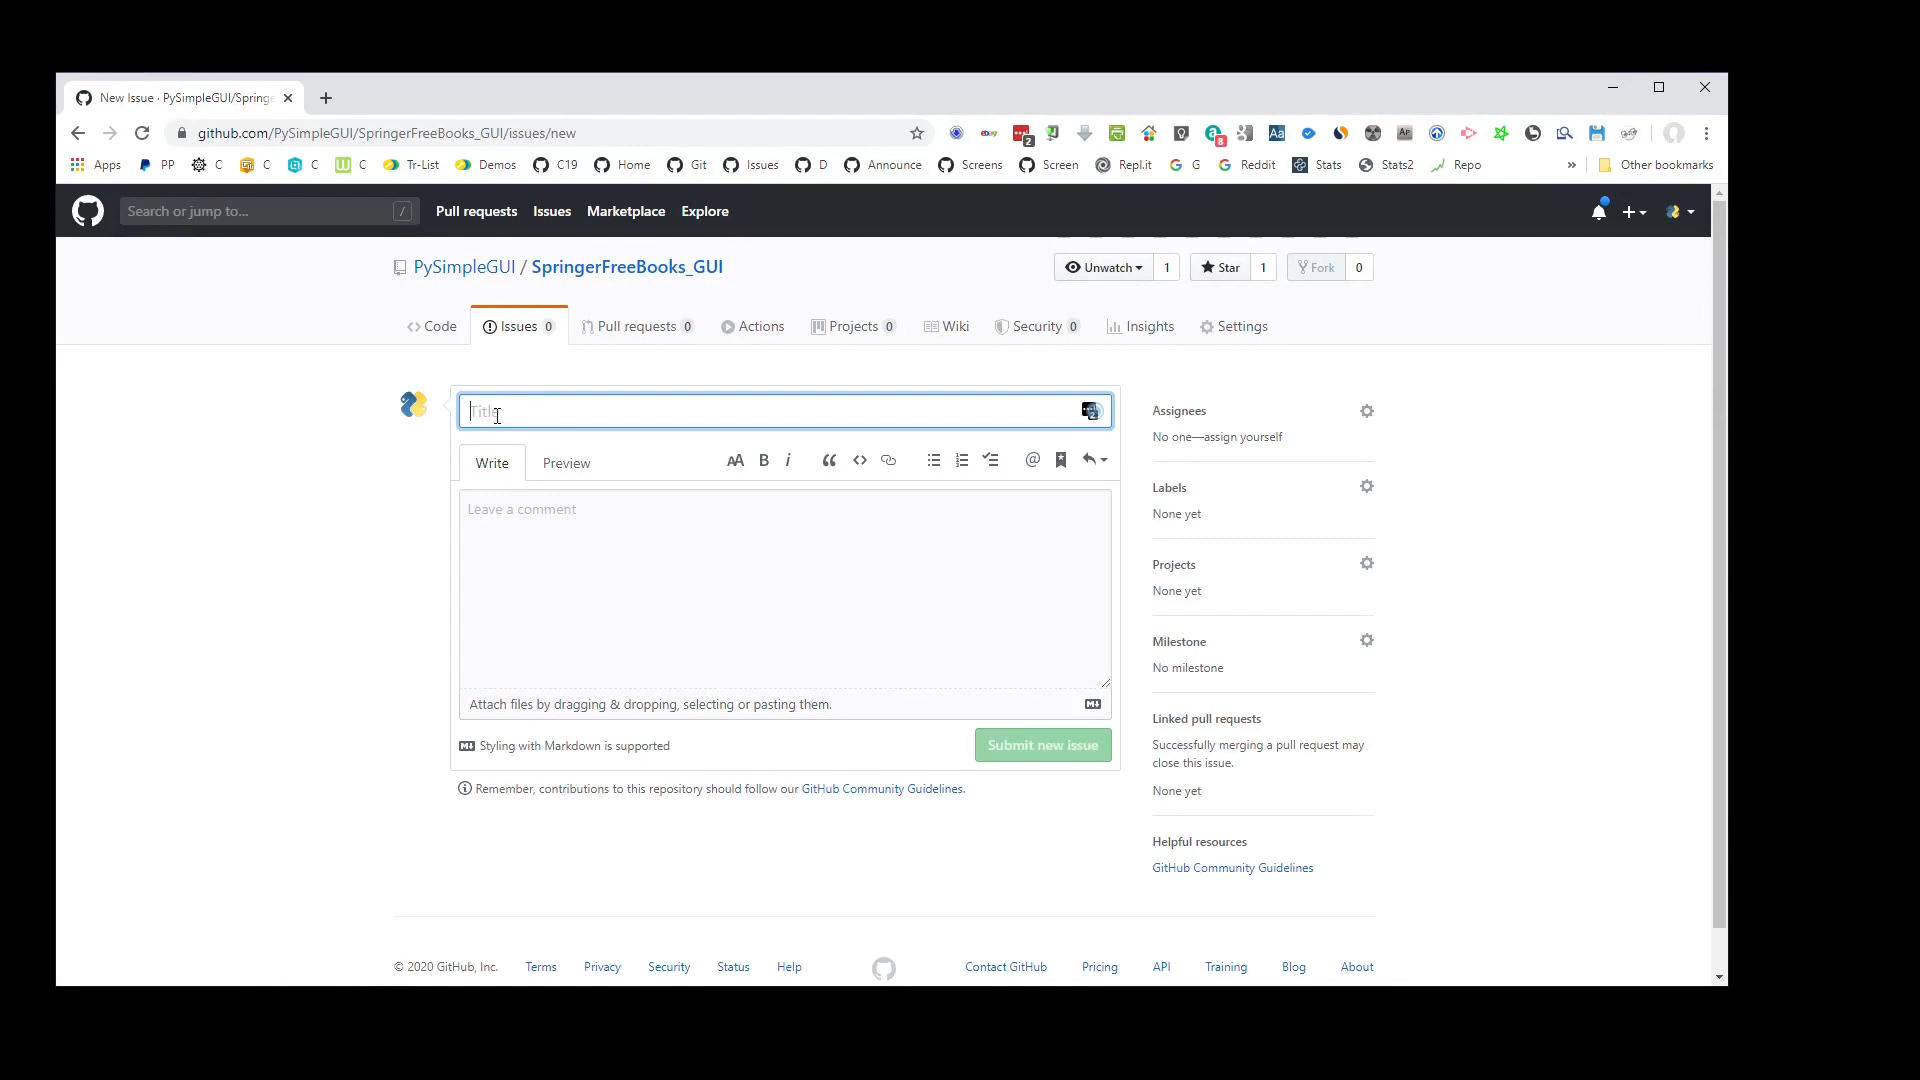 New Issue · PySimpleGUI/Springe
github.com/PySimpleGUI/SpringerFreeBooks_GUI/issues/new
Apps PP C C C C Tr-List Demos C19 Home Git Issues D Announce Screens Screen Repl.it G Reddit Stats Stats2 Repo » Other bookmarks
Search or jump to... / Pull requests Issues Marketplace Explore
PySimpleGUI / SpringerFreeBooks_GUI Unwatch 1 Star 1 Fork 0
Code Issues 0 Pull requests 0 Actions Projects 0 Wiki Security 0 Insights Settings
Title
Write Preview
Leave a comment
Attach files by dragging & dropping, selecting or pasting them.
Styling with Markdown is supported
Submit new issue
Remember, contributions to this repository should follow our GitHub Community Guidelines.
Assignees
No one—assign yourself
Labels
None yet
Projects
None yet
Milestone
No milestone
Linked pull requests
Successfully merging a pull request may
close this issue.
None yet
Helpful resources
GitHub Community Guidelines
© 2020 GitHub, Inc. Terms Privacy Security Status Help Contact GitHub Pricing API Training Blog About